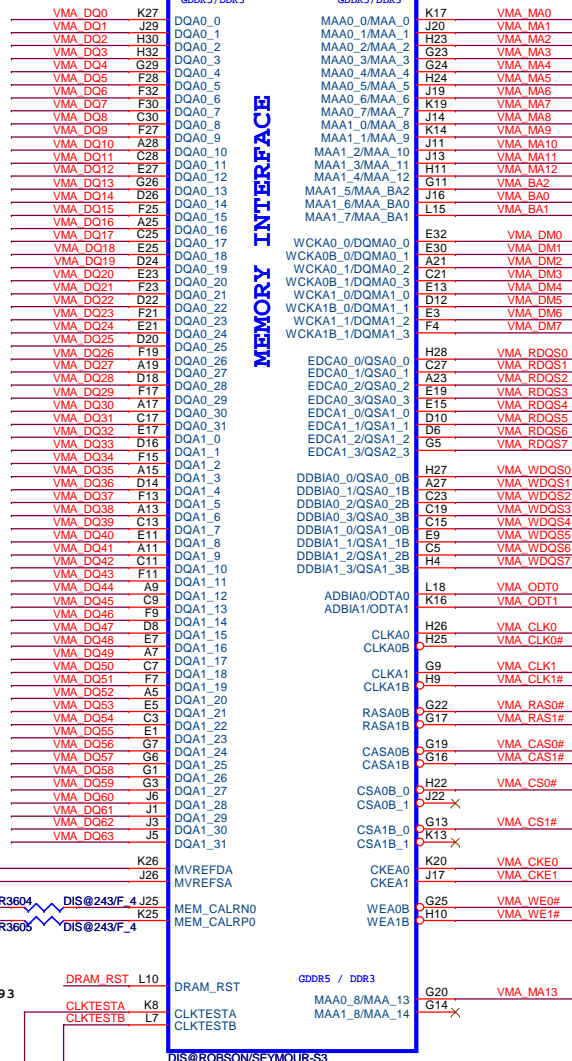 GDDR5/DDR3 GDDR5/DDR3
VMA_DQ0 K27 DQA0_0
VMA_DQ1 J29 DQA0_1
VMA_DQ2 H30 DQA0_2
VMA_DQ3 H32 DQA0_3
VMA_DQ4 G29 DQA0_4
VMA_DQ5 F28 DQA0_5
VMA_DQ6 F32 DQA0_6
VMA_DQ7 F30 DQA0_7
VMA_DQ8 C30 DQA0_8
VMA_DQ9 F27 DQA0_9
VMA_DQ10 A28 DQA0_10
VMA_DQ11 C28 DQA0_11
VMA_DQ12 E27 DQA0_12
VMA_DQ13 G26 DQA0_13
VMA_DQ14 D26 DQA0_14
VMA_DQ15 F25 DQA0_15
VMA_DQ16 A25 DQA0_16
VMA_DQ17 C25 DQA0_17
VMA_DQ18 E25 DQA0_18
VMA_DQ19 D24 DQA0_19
VMA_DQ20 E23 DQA0_20
VMA_DQ21 F23 DQA0_21
VMA_DQ22 D22 DQA0_22
VMA_DQ23 F21 DQA0_23
VMA_DQ24 E21 DQA0_24
VMA_DQ25 D20 DQA0_25
VMA_DQ26 F19 DQA0_26
VMA_DQ27 A19 DQA0_27
VMA_DQ28 D18 DQA0_28
VMA_DQ29 F17 DQA0_29
VMA_DQ30 A17 DQA0_30
VMA_DQ31 C17 DQA0_31
VMA_DQ32 E17 DQA1_0
VMA_DQ33 D16 DQA1_1
VMA_DQ34 F15 DQA1_2
VMA_DQ35 A15 DQA1_3
VMA_DQ36 D14 DQA1_4
VMA_DQ37 F13 DQA1_5
VMA_DQ38 A13 DQA1_6
VMA_DQ39 C13 DQA1_7
VMA_DQ40 E11 DQA1_8
VMA_DQ41 A11 DQA1_9
VMA_DQ42 C11 DQA1_10
VMA_DQ43 F11 DQA1_11
VMA_DQ44 A9 DQA1_12
VMA_DQ45 C9 DQA1_13
VMA_DQ46 F9 DQA1_14
VMA_DQ47 D8 DQA1_15
VMA_DQ48 E7 DQA1_16
VMA_DQ49 A7 DQA1_17
VMA_DQ50 C7 DQA1_18
VMA_DQ51 F7 DQA1_19
VMA_DQ52 A5 DQA1_20
VMA_DQ53 E5 DQA1_21
VMA_DQ54 C3 DQA1_22
VMA_DQ55 E1 DQA1_23
VMA_DQ56 G7 DQA1_24
VMA_DQ57 G6 DQA1_25
VMA_DQ58 G1 DQA1_26
VMA_DQ59 G3 DQA1_27
VMA_DQ60 J6 DQA1_28
VMA_DQ61 J1 DQA1_29
VMA_DQ62 J3 DQA1_30
VMA_DQ63 J5 DQA1_31
K26 MVREFDA
J26 MVREFSA
R3604 DIS@243/F_4 J25 MEM_CALRN0
R3605 DIS@243/F_4 K25 MEM_CALRP0
DRAM_RST L10 DRAM_RST
93
CLKTESTA K8 CLKTESTA
CLKTESTB L7 CLKTESTB
MEMORY INTERFACE
MAA0_0/MAA_0 K17 VMA_MA0
MAA0_1/MAA_1 J20 VMA_MA1
MAA0_2/MAA_2 H23 VMA_MA2
MAA0_3/MAA_3 G23 VMA_MA3
MAA0_4/MAA_4 G24 VMA_MA4
MAA0_5/MAA_5 H24 VMA_MA5
MAA0_6/MAA_6 J19 VMA_MA6
MAA0_7/MAA_7 K19 VMA_MA7
MAA1_0/MAA_8 J14 VMA_MA8
MAA1_1/MAA_9 K14 VMA_MA9
MAA1_2/MAA_10 J11 VMA_MA10
MAA1_3/MAA_11 J13 VMA_MA11
MAA1_4/MAA_12 H11 VMA_MA12
MAA1_5/MAA_BA2 G11 VMA_BA2
MAA1_6/MAA_BA0 J16 VMA_BA0
MAA1_7/MAA_BA1 L15 VMA_BA1
WCKA0_0/DQMA0_0 E32 VMA_DM0
WCKA0B_0/DQMA0_1 E30 VMA_DM1
WCKA0_1/DQMA0_2 A21 VMA_DM2
WCKA0B_1/DQMA0_3 C21 VMA_DM3
WCKA1_0/DQMA1_0 E13 VMA_DM4
WCKA1B_0/DQMA1_1 D12 VMA_DM5
WCKA1_1/DQMA1_2 E3 VMA_DM6
WCKA1B_1/DQMA1_3 F4 VMA_DM7
EDCA0_0/QSA0_0 H28 VMA_RDQS0
EDCA0_1/QSA0_1 C27 VMA_RDQS1
EDCA0_2/QSA0_2 A23 VMA_RDQS2
EDCA0_3/QSA0_3 E19 VMA_RDQS3
EDCA1_0/QSA1_0 E15 VMA_RDQS4
EDCA1_1/QSA1_1 D10 VMA_RDQS5
EDCA1_2/QSA1_2 D6 VMA_RDQS6
EDCA1_3/QSA2_3 G5 VMA_RDQS7
DDBIA0_0/QSA0_0B H27 VMA_WDQS0
DDBIA0_1/QSA0_1B A27 VMA_WDQS1
DDBIA0_2/QSA0_2B C23 VMA_WDQS2
DDBIA0_3/QSA0_3B C19 VMA_WDQS3
DDBIA1_0/QSA1_0B C15 VMA_WDQS4
DDBIA1_1/QSA1_1B E9 VMA_WDQS5
DDBIA1_2/QSA1_2B C5 VMA_WDQS6
DDBIA1_3/QSA1_3B H4 VMA_WDQS7
ADBIA0/ODTA0 L18 VMA_ODT0
ADBIA1/ODTA1 K16 VMA_ODT1
CLKA0 H26 VMA_CLK0
CLKA0B H25 VMA_CLK0#
CLKA1 G9 VMA_CLK1
CLKA1B H9 VMA_CLK1#
RASA0B G22 VMA_RAS0#
RASA1B G17 VMA_RAS1#
CASA0B G19 VMA_CAS0#
CASA1B G16 VMA_CAS1#
CSA0B_0 H22 VMA_CS0#
CSA0B_1 J22
CSA1B_0 G13 VMA_CS1#
CSA1B_1 K13
CKEA0 K20 VMA_CKE0
CKEA1 J17 VMA_CKE1
WEA0B G25 VMA_WE0#
WEA1B H10 VMA_WE1#
GDDR5 / DDR3
MAA0_8/MAA_13 G20 VMA_MA13
MAA1_8/MAA_14 G14
DIS@ROBSON/SEYMOUR-S3